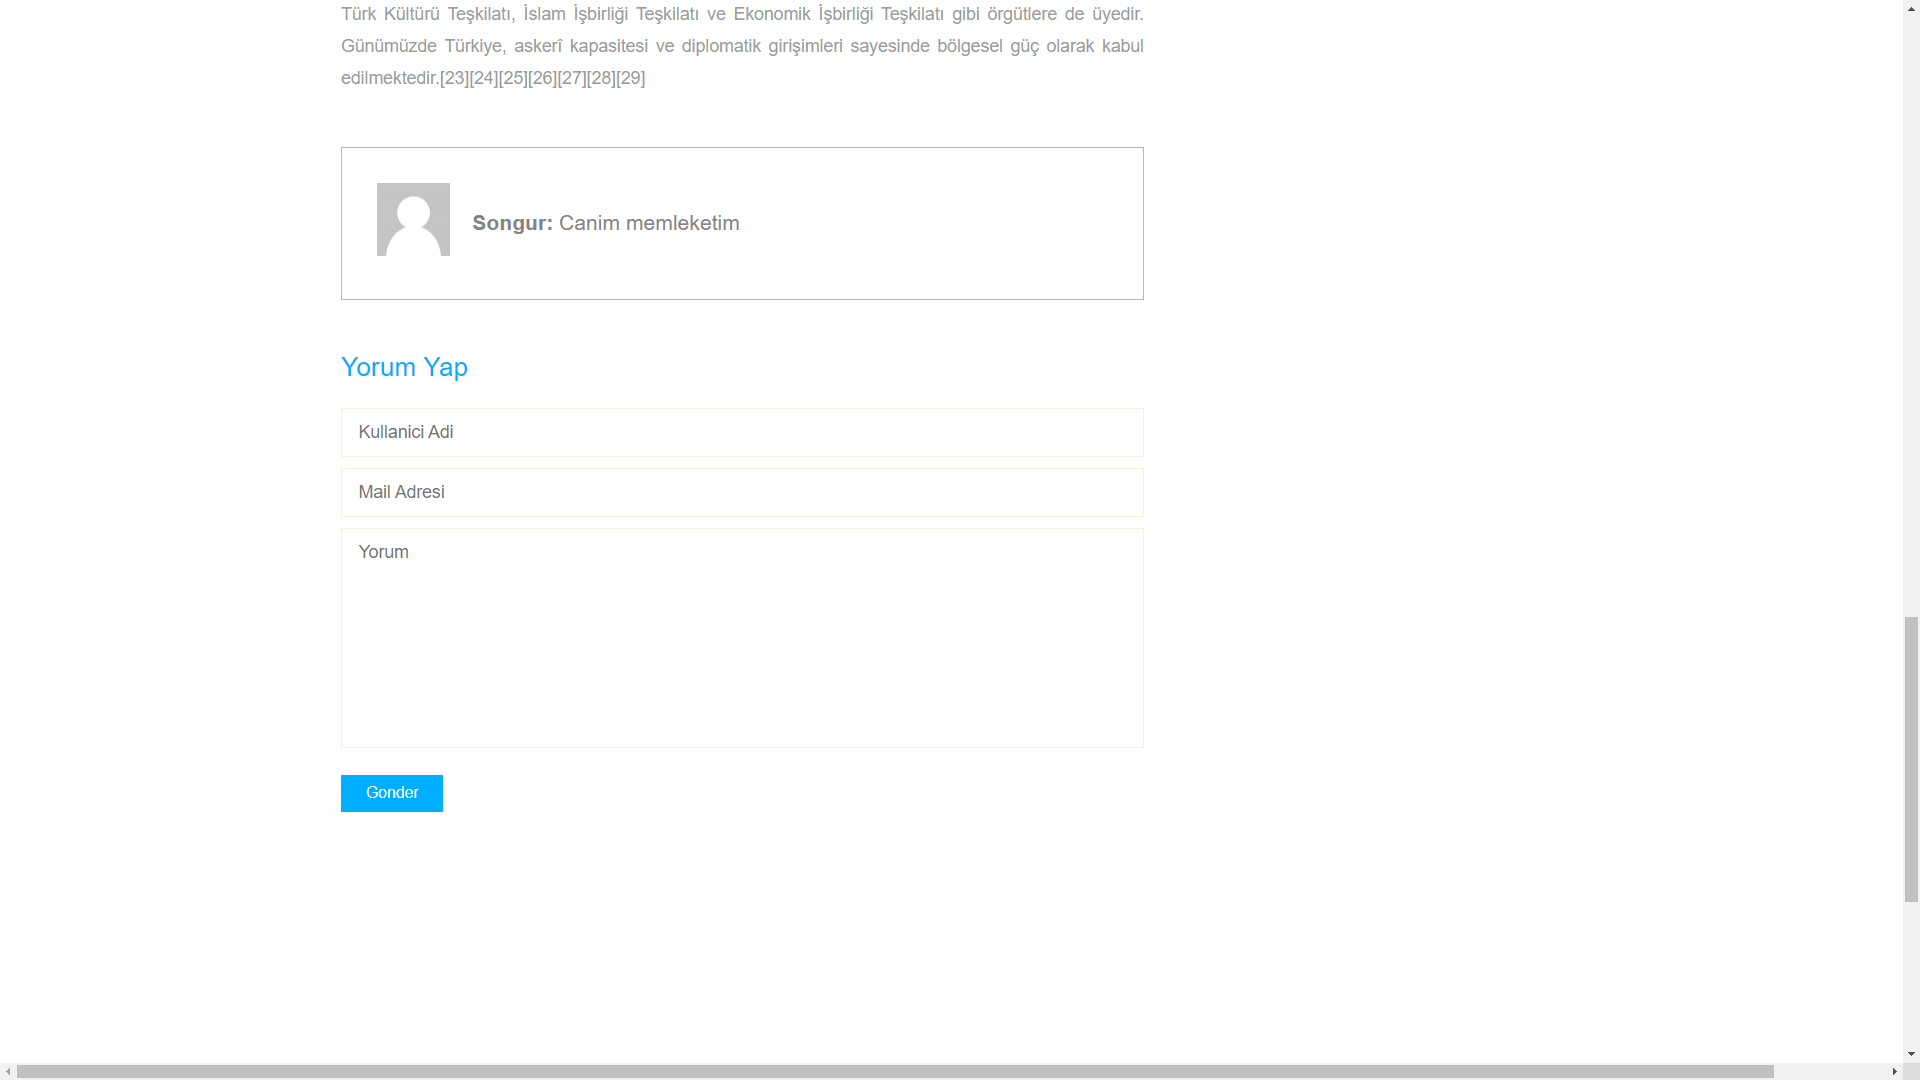 Türk Kültürü Teşkilatı, İslam İşbirliği Teşkilatı ve Ekonomik İşbirliği Teşkilatı gibi örgütlere de üyedir.
Günümüzde Türkiye, askerî kapasitesi ve diplomatik girişimleri sayesinde bölgesel güç olarak kabul
edilmektedir.[23][24][25][26][27][28][29]
Songur: Canim memleketim
Yorum Yap
Kullanici Adi
Mail Adresi
Yorum
Gonder